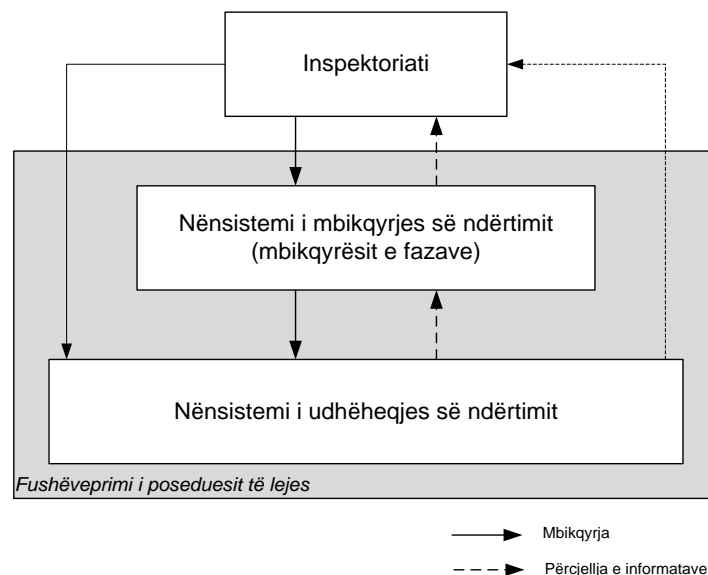 Inspektoriati
Nënsistemi i mbikqyrjes së ndërtimit
(mbikqyrësit e fazave)
Nënsistemi i udhëheqjes së ndërtimit
Fushëveprimi i poseduesit të lejes
Mbikqyrja
Përcjellja e informatave